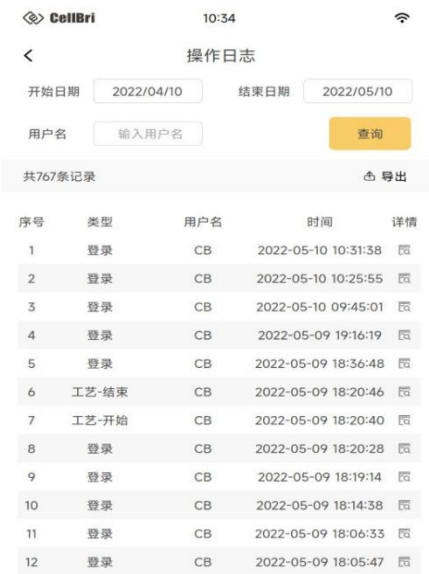 CellBri 10:34
操作日志
开始日期 2022/04/10 结束日期 2022/05/10
用户名 输入用户名 查询
共767条记录 导出
序号 类型 用户名 时间 详情
1 登录 CB 2022-05-10 10:31:38
2 登录 CB 2022-05-10 10:25:55
3 登录 CB 2022-05-10 09:45:01
4 登录 CB 2022-05-09 19:16:19
5 登录 CB 2022-05-09 18:36:48
6 工艺-结束 CB 2022-05-09 18:20:46
7 工艺-开始 CB 2022-05-09 18:20:40
8 登录 CB 2022-05-09 18:20:28
9 登录 CB 2022-05-09 18:19:14
10 登录 CB 2022-05-09 18:14:38
11 登录 CB 2022-05-09 18:06:33
12 登录 CB 2022-05-09 18:05:47